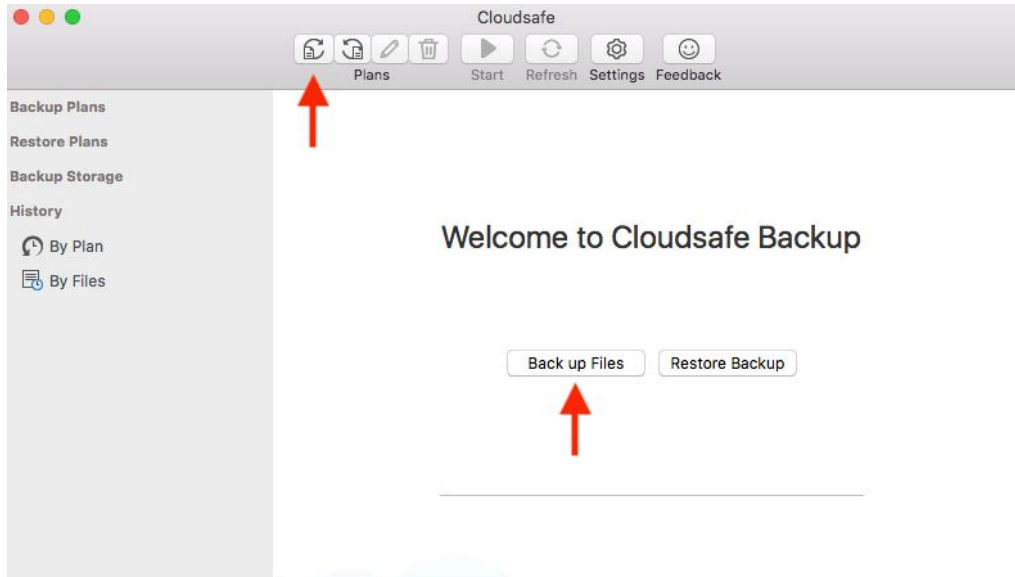 Cloudsafe
Plans Start Refresh Settings Feedback
Backup Plans
Restore Plans
Backup Storage
History
By Plan
By Files
Welcome to Cloudsafe Backup
Back up Files Restore Backup